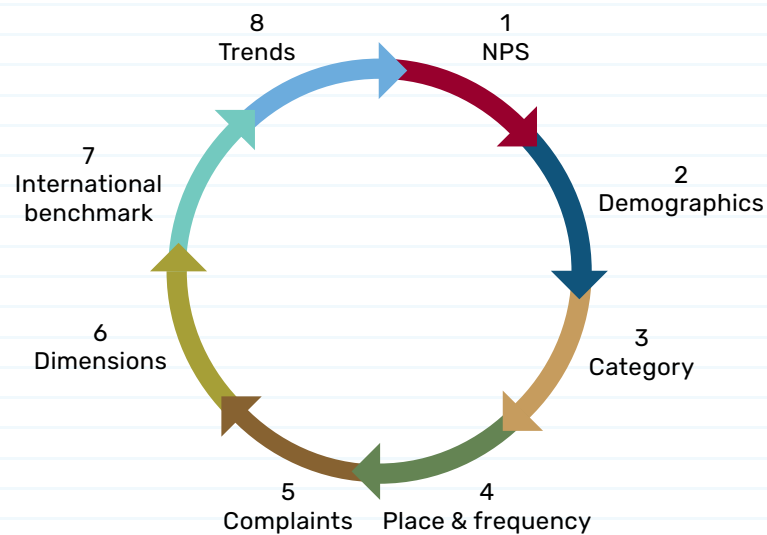 8
Trends
1
NPS
7
International
benchmark
2
Demographics
6
Dimensions
3
Category
5
Complaints
4
Place & frequency